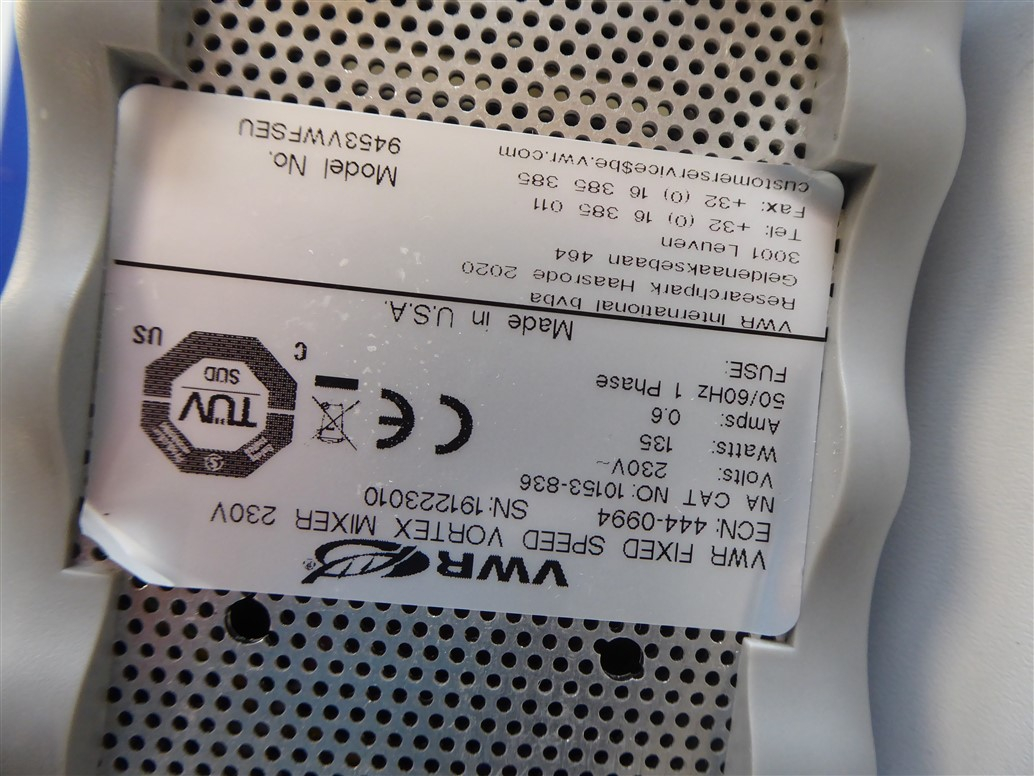 VWR®
VWR FIXED SPEED VORTEX MIXER 230V
ECN: 444-0994 SN:191223010
NA CAT NO:10153-836
Volts: 230V~
Watts: 135
Amps: 0.6
50/60Hz 1 Phase
FUSE:
CE
TÜV
SÜD
C US
Made in U.S.A.
VWR International bvba
Researchpark Haasrode 2020
Geldenaaksebaan 464
3001 Leuven
Tel: +32 (0) 16 385 011
Fax: +32 (0) 16 385 385
customerservice$be.vwr.com
Model No.
9453VWFSEU